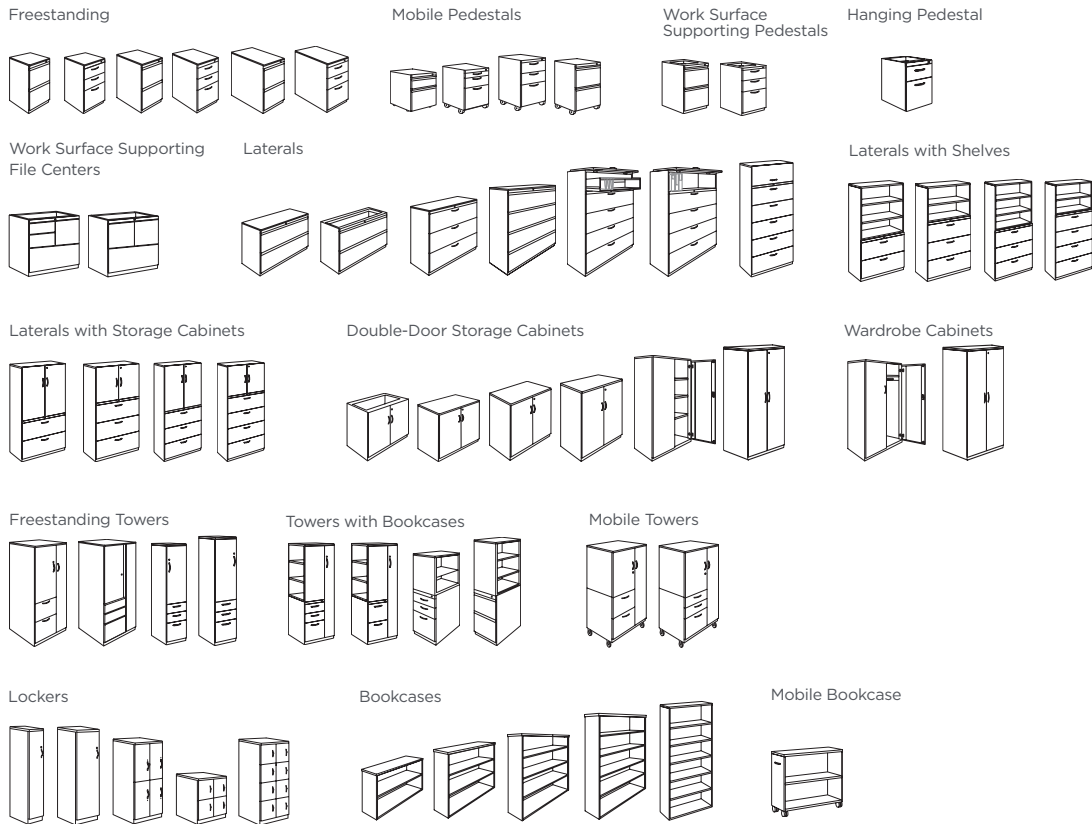 Freestanding
Mobile Pedestals
Work Surface
Supporting Pedestals
Hanging Pedestal
Work Surface Supporting
File Centers
Laterals
Laterals with Shelves
Laterals with Storage Cabinets
Double-Door Storage Cabinets
Wardrobe Cabinets
Freestanding Towers
Towers with Bookcases
Mobile Towers
Lockers
Bookcases
Mobile Bookcase